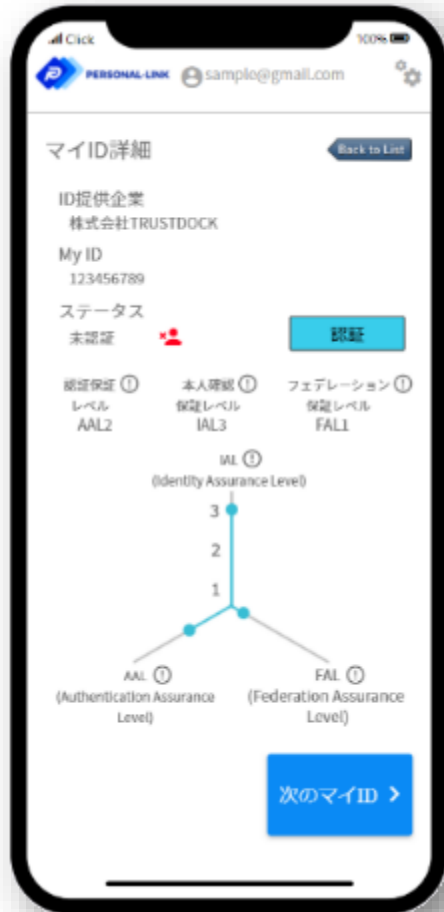 Click 100%
PERSONAL-LINK sample@gmail.com
マイID詳細 Back to List
ID提供企業
株式会社TRUSTDOCK
My ID
123456789
ステータス
未認証 認証
認証保証 本人確認 フェデレーション
レベル 保証レベル 保証レベル
AAL2 IAL3 FAL1
IAL
(Identity Assurance Level)
3
2
1
AAL FAL
(Authentication Assurance (Federation Assurance
Level) Level)
次のマイID >